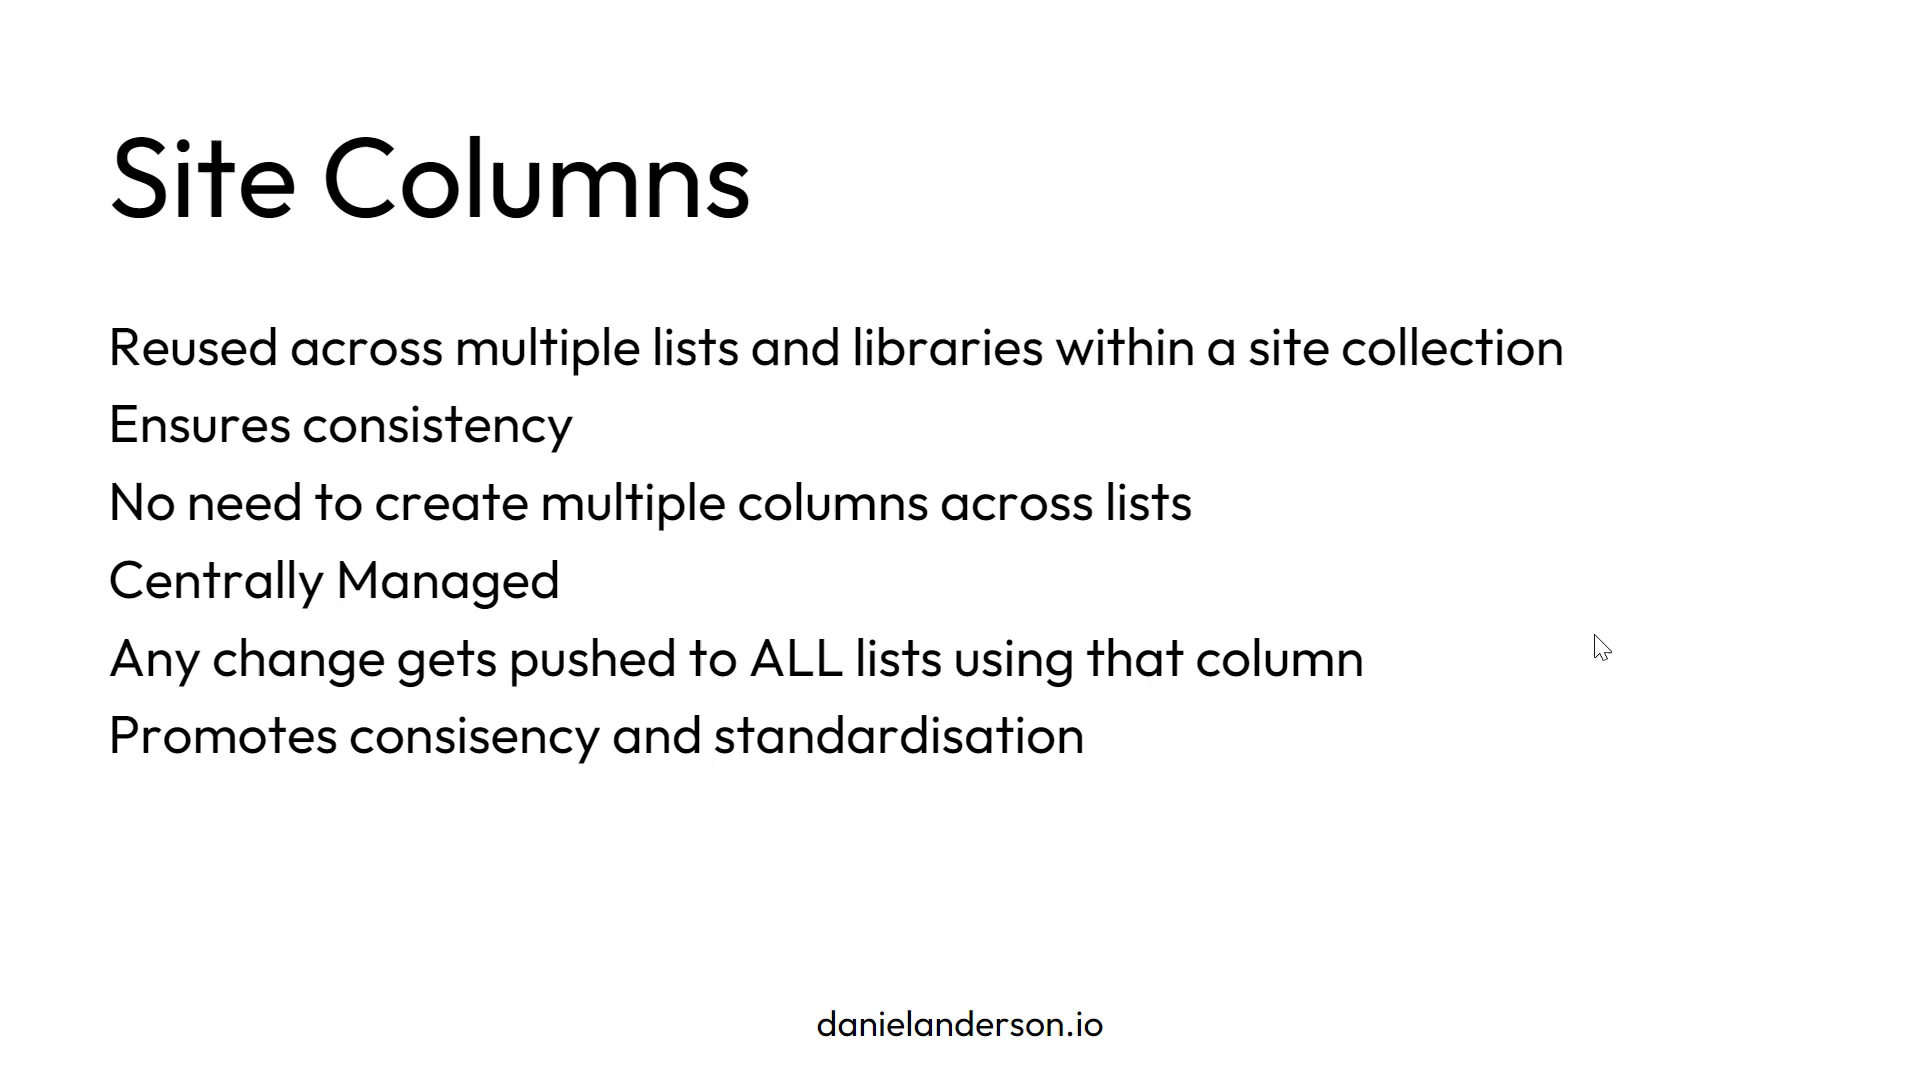 Site Columns
Reused across multiple lists and libraries within a site collection
Ensures consistency
No need to create multiple columns across lists
Centrally Managed
Any change gets pushed to ALL lists using that column
Promotes consisency and standardisation
danielanderson.io